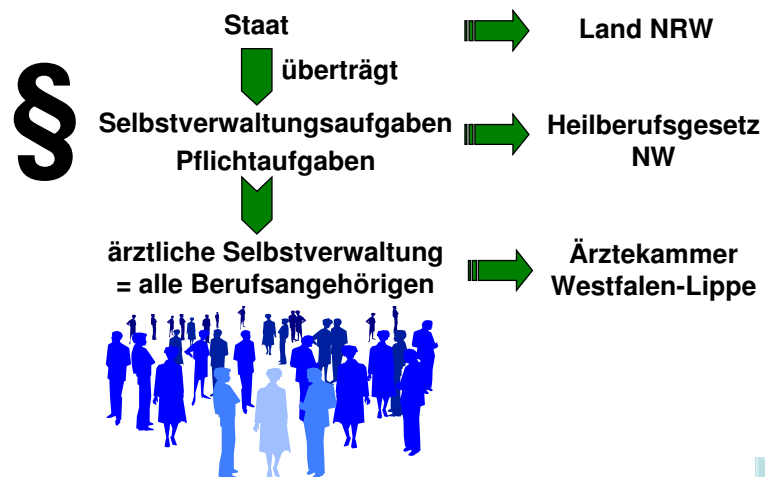 Staat
Land NRW
überträgt
§
Selbstverwaltungsaufgaben
Pflichtaufgaben
Heilberufsgesetz
NW
ärztliche Selbstverwaltung
= alle Berufsangehörigen
Ärztekammer
Westfalen-Lippe